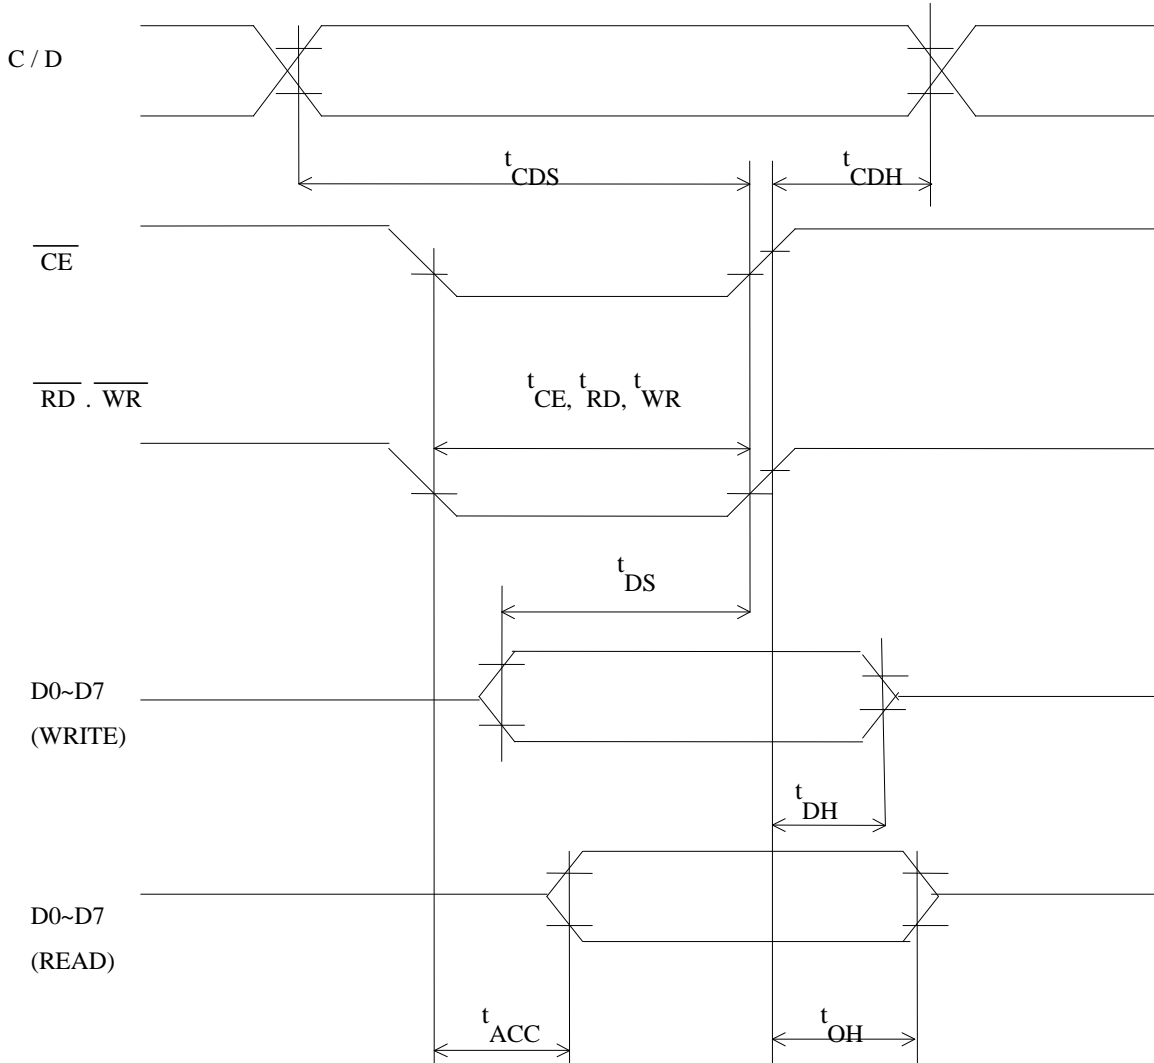 C / D
tCDS
tCDH
CE
RD . WR
tCE, tRD, tWR
tDS
D0~D7
(WRITE)
tDH
D0~D7
(READ)
tACC
tOH